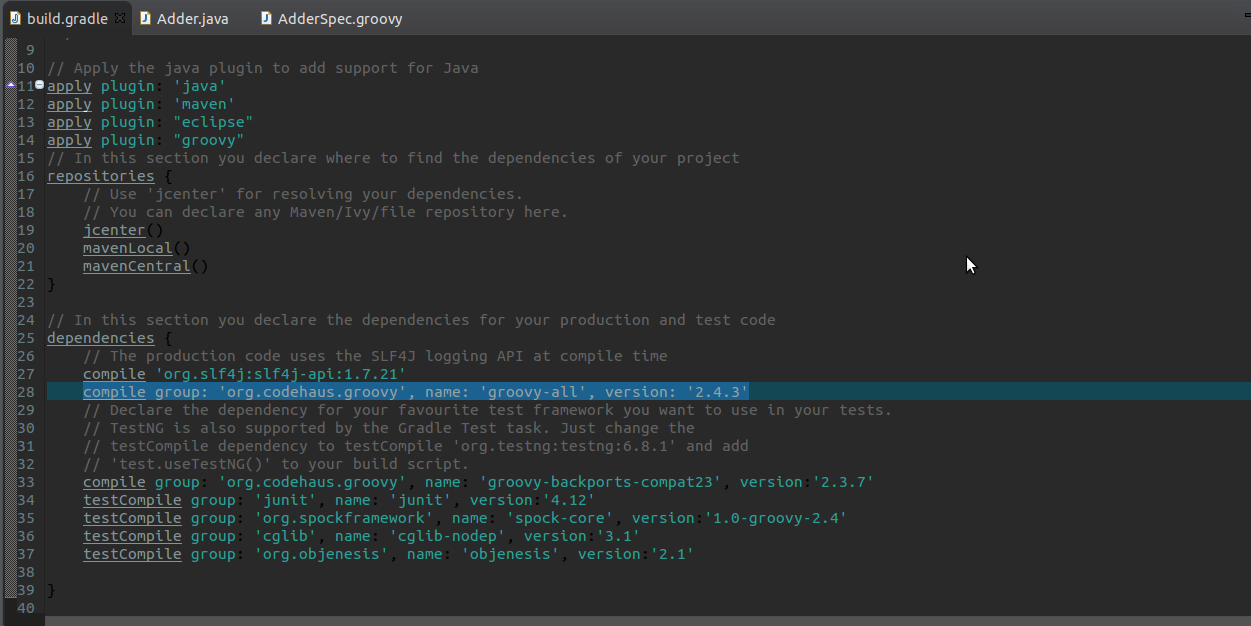 build.gradle Adder.java AdderSpec.groovy
9
10 // Apply the java plugin to add support for Java
11 apply plugin: 'java'
12 apply plugin: 'maven'
13 apply plugin: "eclipse"
14 apply plugin: "groovy"
15 // In this section you declare where to find the dependencies of your project
16 repositories {
17     // Use 'jcenter' for resolving your dependencies.
18     // You can declare any Maven/Ivy/file repository here.
19     jcenter()
20     mavenLocal()
21     mavenCentral()
22 }
23
24 // In this section you declare the dependencies for your production and test code
25 dependencies {
26     // The production code uses the SLF4J logging API at compile time
27     compile 'org.slf4j:slf4j-api:1.7.21'
28     compile group: 'org.codehaus.groovy', name: 'groovy-all', version: '2.4.3'
29     // Declare the dependency for your favourite test framework you want to use in your tests.
30     // TestNG is also supported by the Gradle Test task. Just change the
31     // testCompile dependency to testCompile 'org.testng:testng:6.8.1' and add
32     // 'test.useTestNG()' to your build script.
33     compile group: 'org.codehaus.groovy', name: 'groovy-backports-compat23', version:'2.3.7'
34     testCompile group: 'junit', name: 'junit', version:'4.12'
35     testCompile group: 'org.spockframework', name: 'spock-core', version:'1.0-groovy-2.4'
36     testCompile group: 'cglib', name: 'cglib-nodep', version:'3.1'
37     testCompile group: 'org.objenesis', name: 'objenesis', version:'2.1'
38
39 }
40